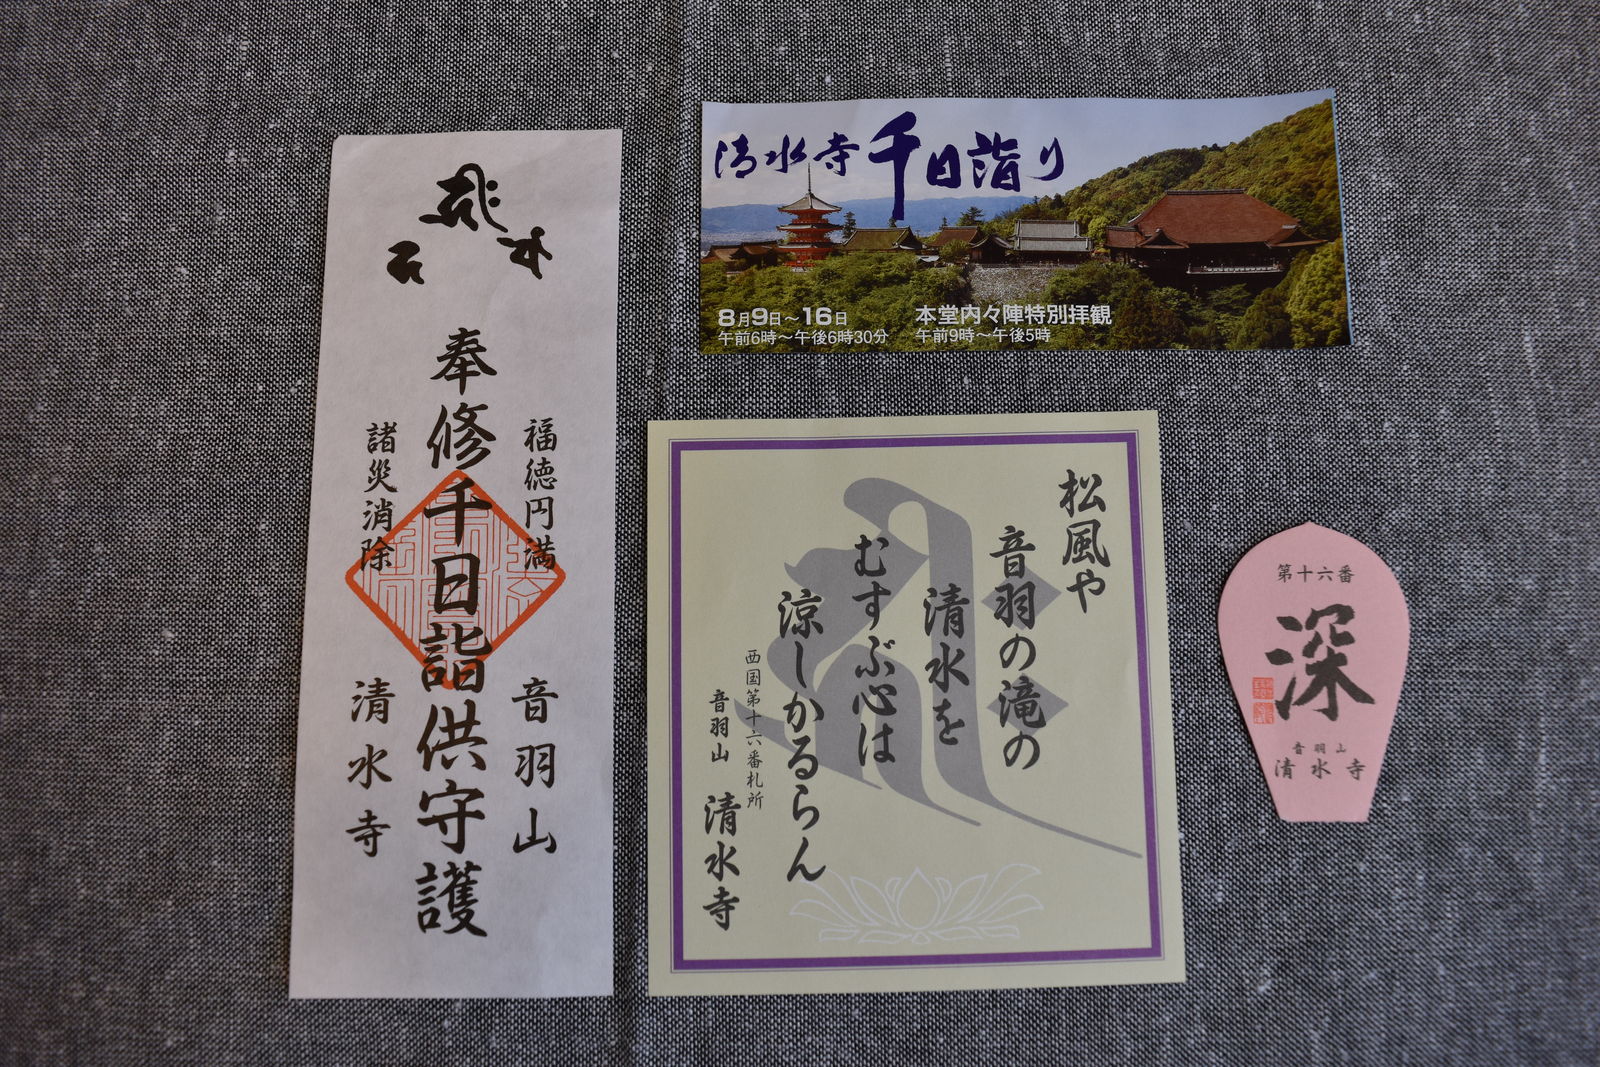 奉修千日詣供守護
福徳円満
諸災消除
音羽山
清水寺
清水寺千日詣り
8月9日～16日
午前6時～午後6時30分
本堂内々陣特別拝観
午前9時～午後5時
松風や
音羽の滝の
清水を
むすぶ心は
涼しかるらん
西国第十六番札所
音羽山 清水寺
第十六番
深
音羽山
清水寺